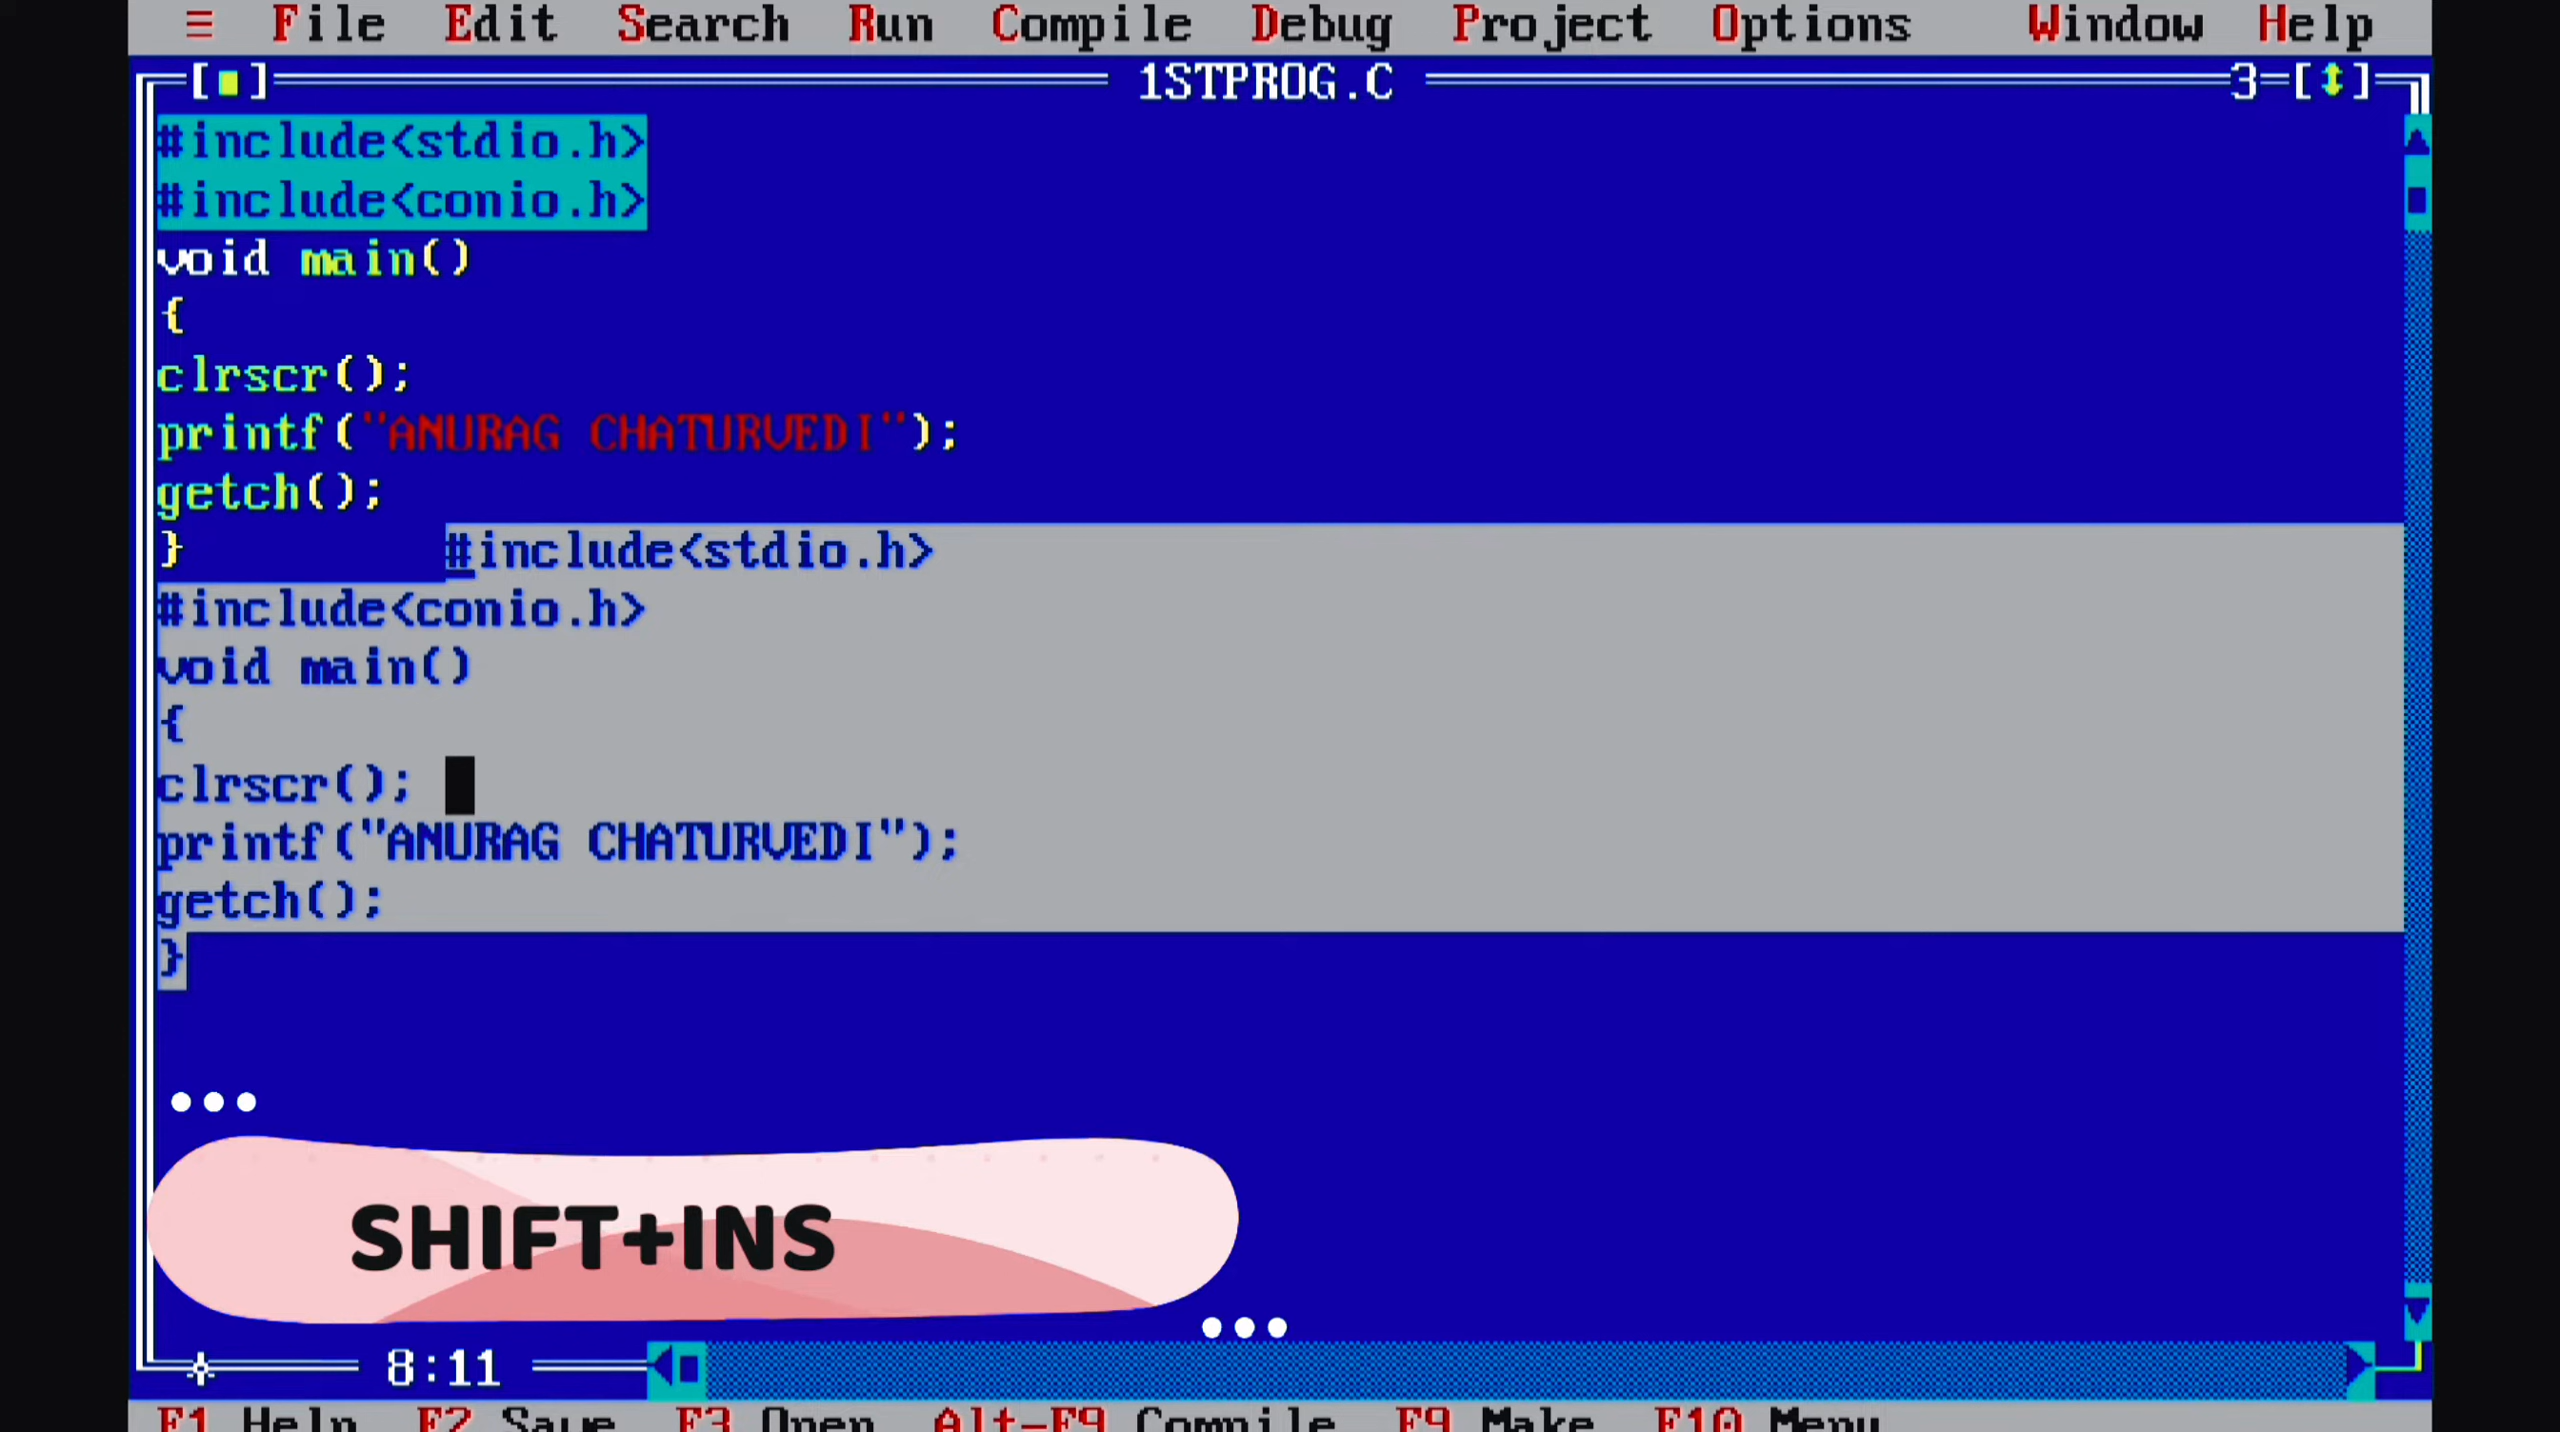 ≡ File Edit Search Run Compile Debug Project Options Window Help
[■] 1STPROG.C 3=[↕]
#include<stdio.h>
#include<conio.h>
void main()
{
clrscr();
printf("ANURAG CHATURVEDI");
getch();
} #include<stdio.h>
#include<conio.h>
void main()
{
clrscr();
printf("ANURAG CHATURVEDI");
getch();
}
SHIFT+INS
8:11
F1 Help F2 Save F3 Open Alt-F9 Compile F9 Make F10 Menu